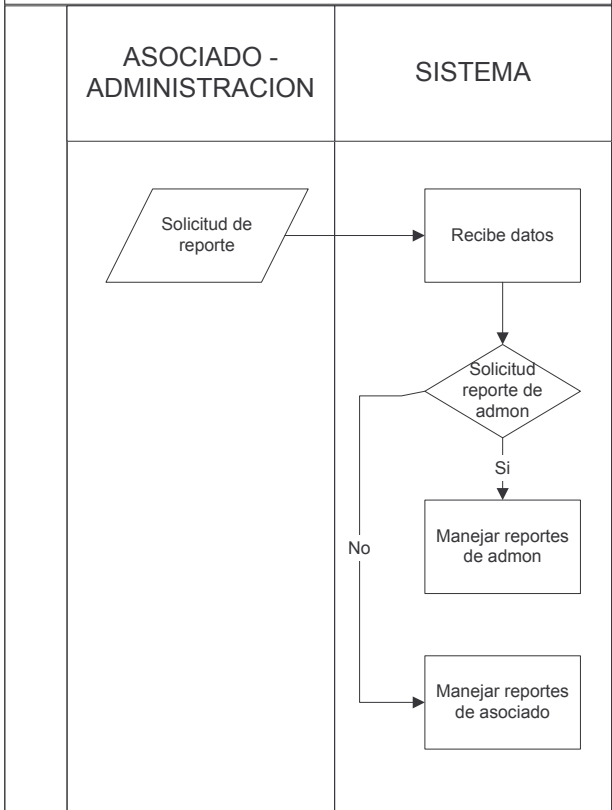 ASOCIADO -
ADMINISTRACION
SISTEMA
Solicitud de
reporte
Recibe datos
Solicitud
reporte de
admon
Si
Manejar reportes
de admon
No
Manejar reportes
de asociado